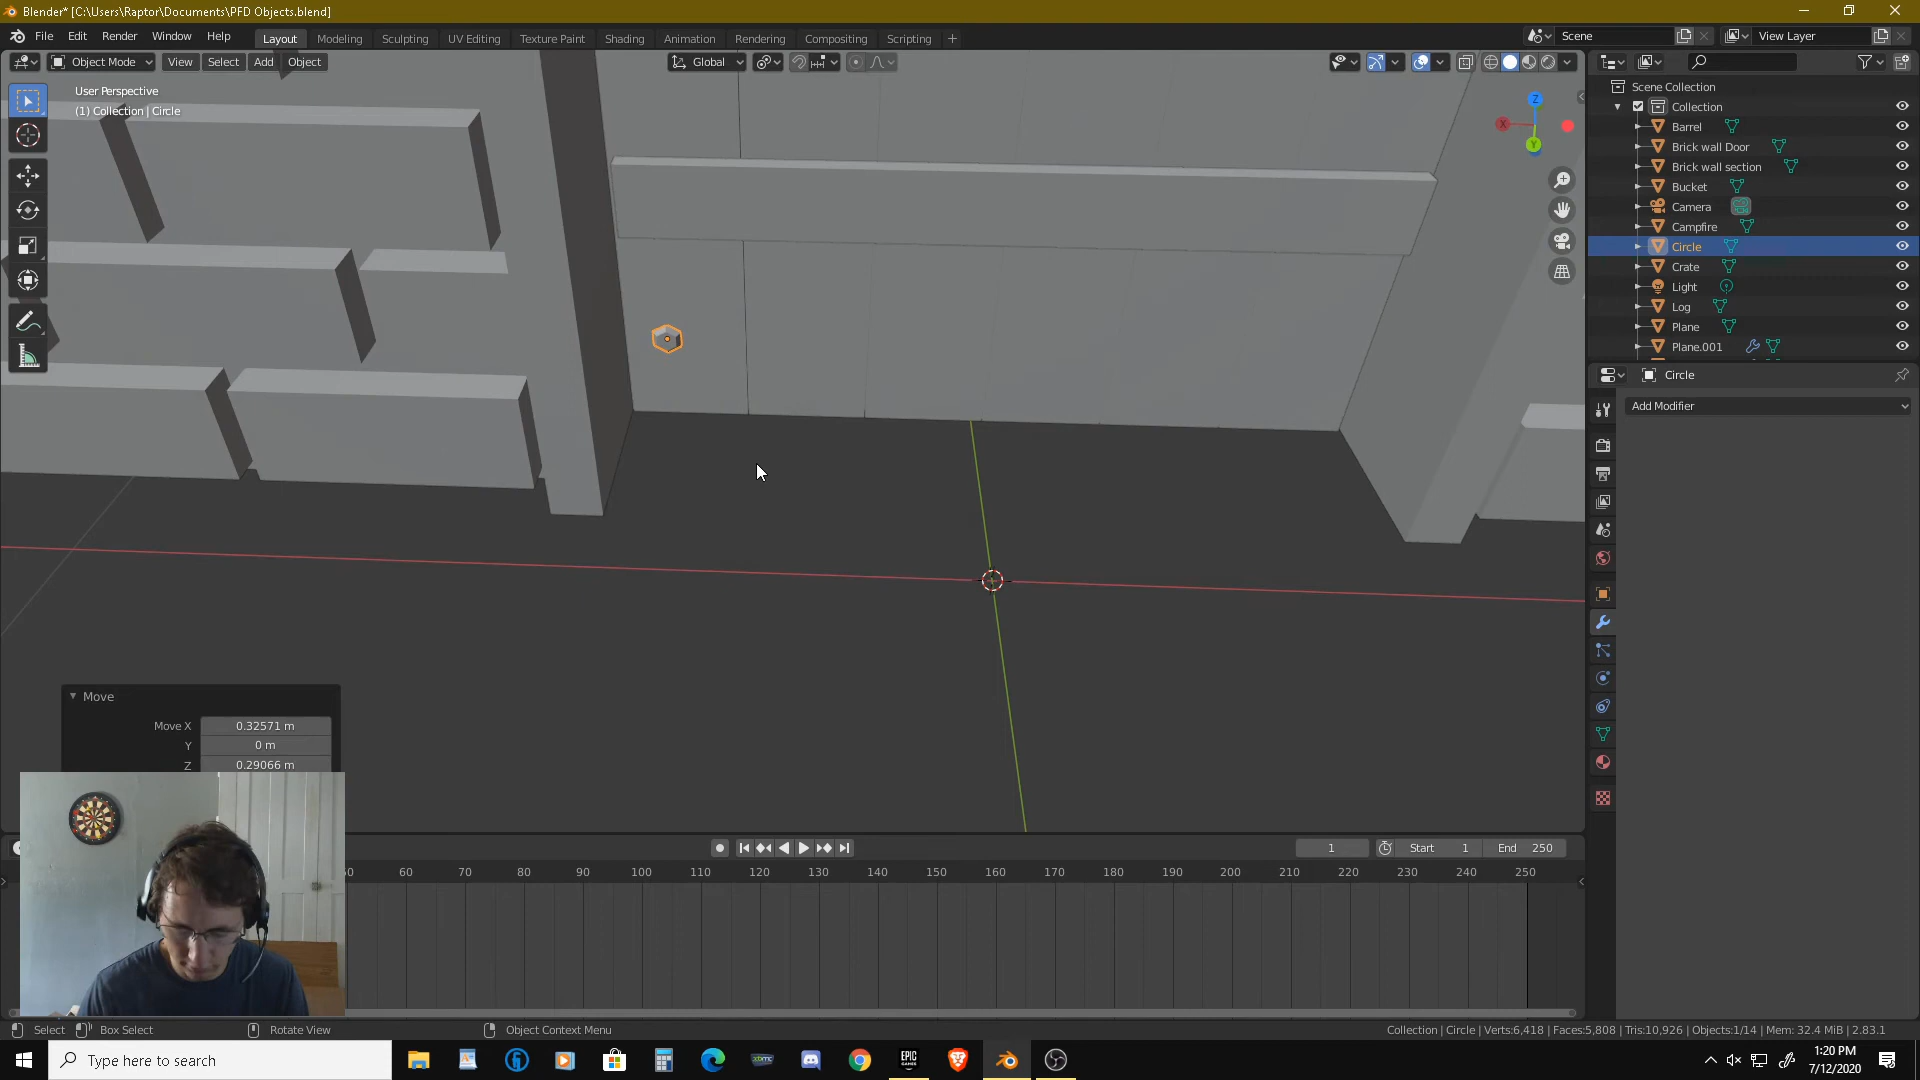 Blender* [C:\Users\Raptor\Documents\PFD Objects.blend]
File Edit Render Window Help
Layout Modeling Sculpting UV Editing Texture Paint Shading Animation Rendering Compositing Scripting +
Scene
View Layer
Object Mode View Select Add Object
Global
User Perspective
(1) Collection | Circle
Z
X
Y
Scene Collection
Collection
Barrel
Brick wall Door
Brick wall section
Bucket
Camera
Campfire
Circle
Crate
Light
Log
Plane
Plane.001
Circle
Add Modifier
Move
Move X 0.32571 m
Y 0 m
Z 0.29066 m
1 Start 1 End 250
60 70 80 90 100 110 120 130 140 150 160 170 180 190 200 210 220 230 240 250
Select Box Select Rotate View Object Context Menu
Collection | Circle | Verts:6,418 | Faces:5,808 | Tris:10,926 | Objects:1/14 | Mem: 32.4 MiB | 2.83.1
Type here to search
EPIC GAMES
1:20 PM
7/12/2020